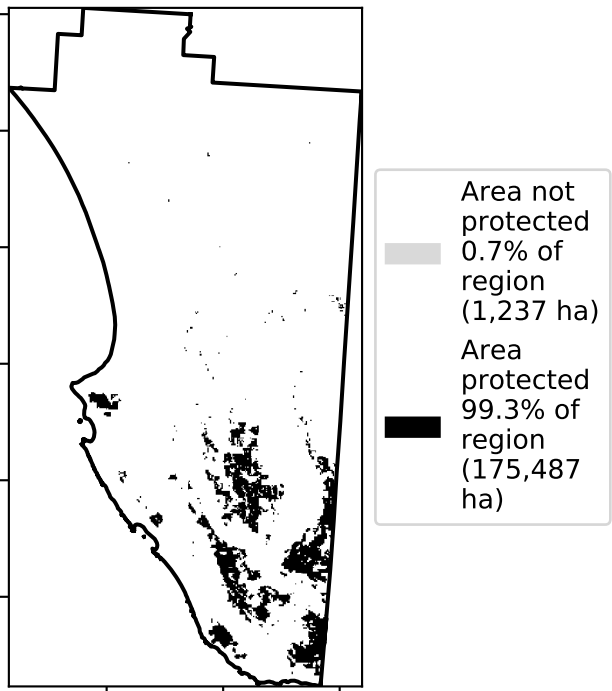 Area not
protected
0.7% of
region
(1,237 ha)
Area
protected
99.3% of
region
(175,487
ha)